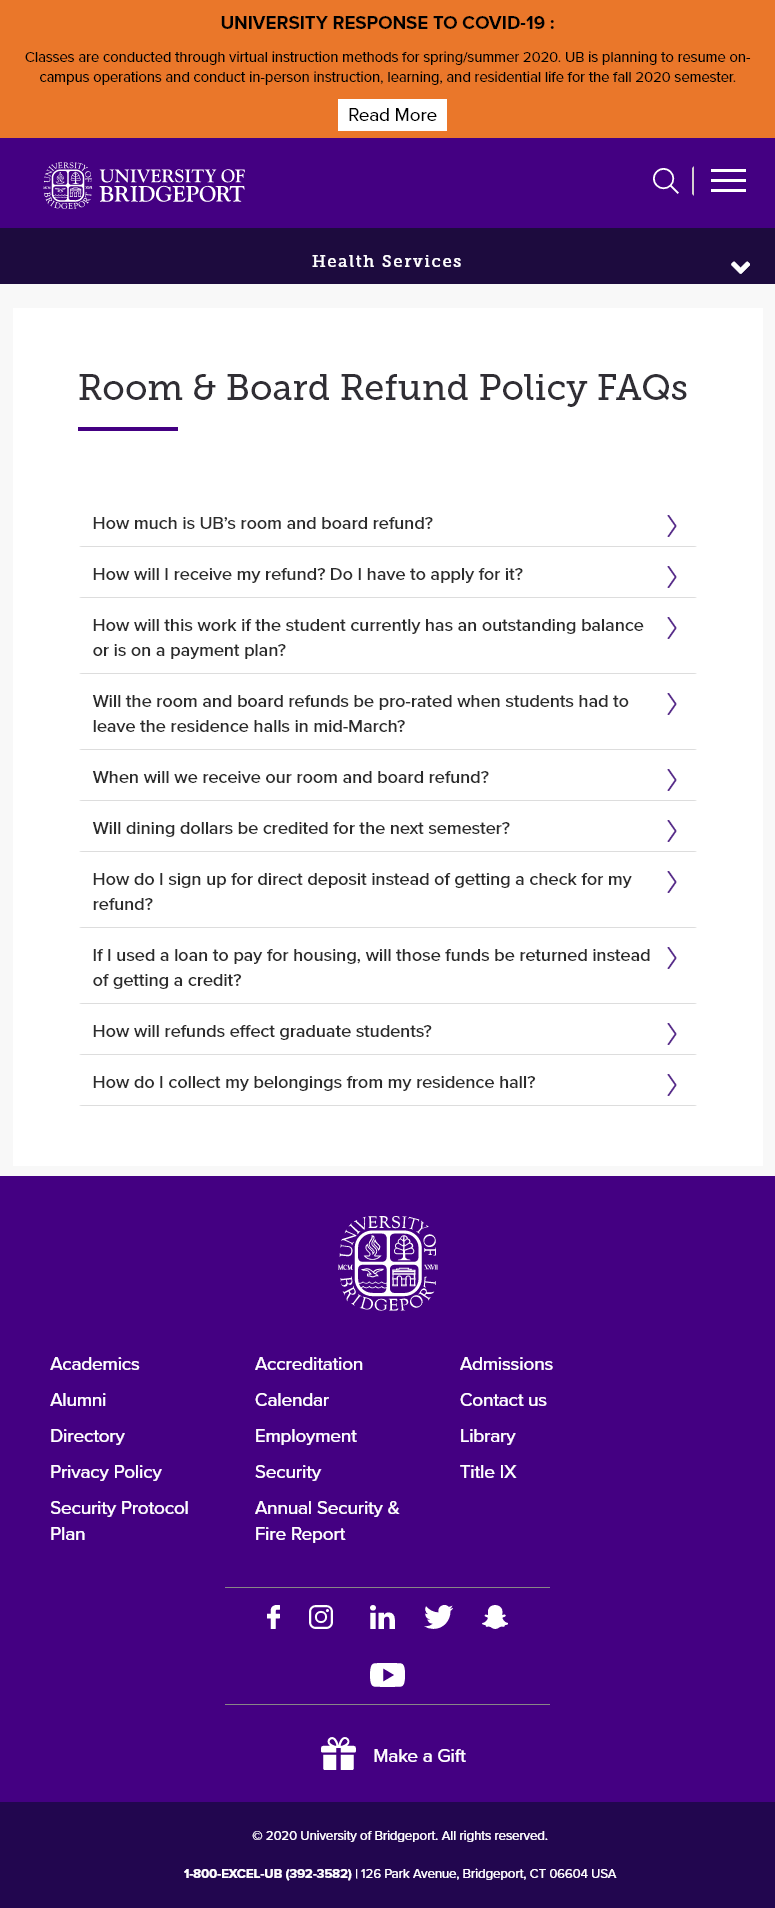 UNIVERSITY RESPONSE TO COVID-19 :
Classes are conducted through virtual instruction methods for spring/summer 2020. UB is planning to resume on-
campus operations and conduct in-person instruction, learning, and residential life for the fall 2020 semester.
Read More
UNIVERSITY OF
BRIDGEPORT
Health Services
Room & Board Refund Policy FAQs
How much is UB’s room and board refund?
How will I receive my refund? Do I have to apply for it?
How will this work if the student currently has an outstanding balance
or is on a payment plan?
Will the room and board refunds be pro-rated when students had to
leave the residence halls in mid-March?
When will we receive our room and board refund?
Will dining dollars be credited for the next semester?
How do I sign up for direct deposit instead of getting a check for my
refund?
If I used a loan to pay for housing, will those funds be returned instead
of getting a credit?
How will refunds effect graduate students?
How do I collect my belongings from my residence hall?
UNIVERSITY OF
MCM XXVII
BRIDGEPORT
Academics Accreditation Admissions
Alumni Calendar Contact us
Directory Employment Library
Privacy Policy Security Title IX
Security Protocol Annual Security &
Plan Fire Report
Make a Gift
© 2020 University of Bridgeport. All rights reserved.
1-800-EXCEL-UB (392-3582) | 126 Park Avenue, Bridgeport, CT 06604 USA